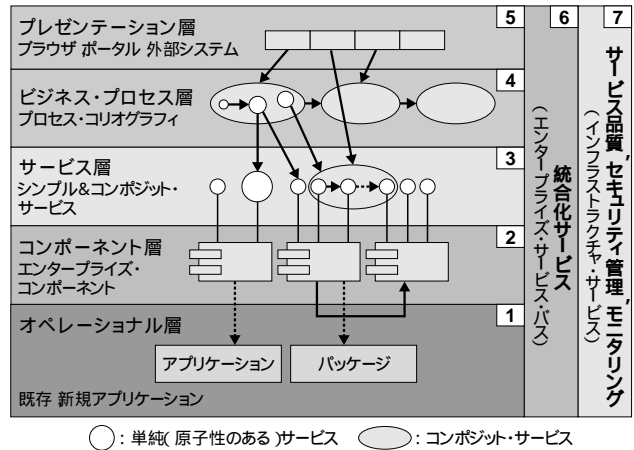 プレゼンテーション層
ブラウザ ポータル 外部システム
5
ビジネス・プロセス層
プロセス・コリオグラフィ
4
サービス層
シンプル&コンポジット・
サービス
3
コンポーネント層
エンタープライズ・
コンポーネント
2
オペレーショナル層
1
アプリケーション
パッケージ
既存 新規アプリケーション
6
統合化サービス
(エンタープライズ・サービス・バス)
7
サービス品質, セキュリティ管理, モニタリング
(インフラストラクチャ・サービス)
: 単純( 原子性のある )サービス
: コンポジット・サービス